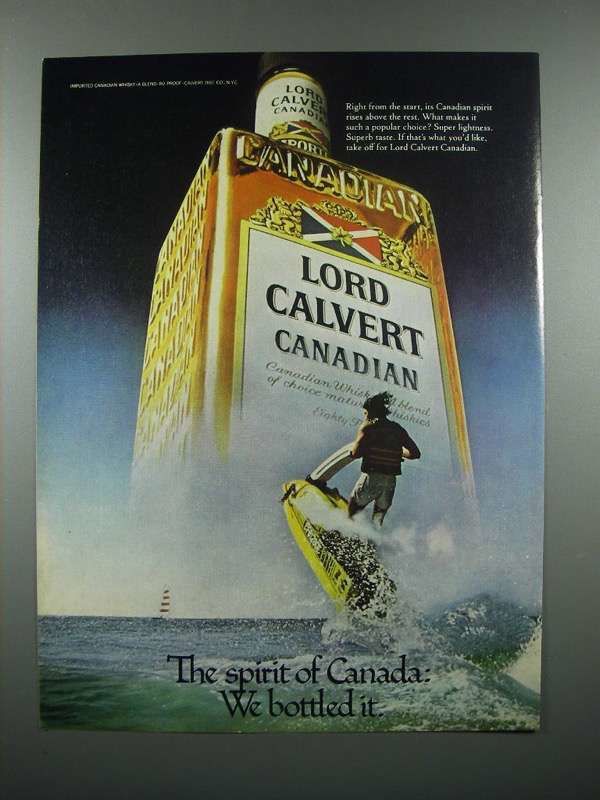 IMPORTED CANADIAN WHISKY·A BLEND·80 PROOF·CALVERT DIST. CO., N.Y.C.
LORD
CALVERT
CANADIAN
Right from the start, its Canadian spirit
rises above the rest. What makes it
such a popular choice? Super lightness.
Superb taste. If that's what you'd like,
take off for Lord Calvert Canadian.
CANADIAN
LORD
CALVERT
CANADIAN
Canadian Whisky
blend
of choice mature whiskies
Eighty
The spirit of Canada:
We bottled it.